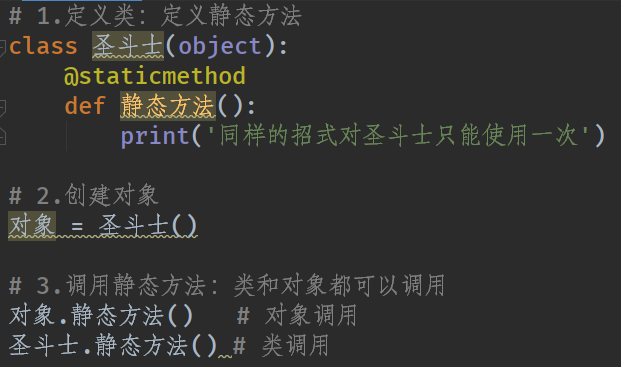 # 1.定义类：定义静态方法
class 圣斗士(object):
    @staticmethod
    def 静态方法():
        print('同样的招式对圣斗士只能使用一次')
# 2.创建对象
对象 = 圣斗士()
# 3.调用静态方法：类和对象都可以调用
对象.静态方法()   # 对象调用
圣斗士.静态方法() # 类调用